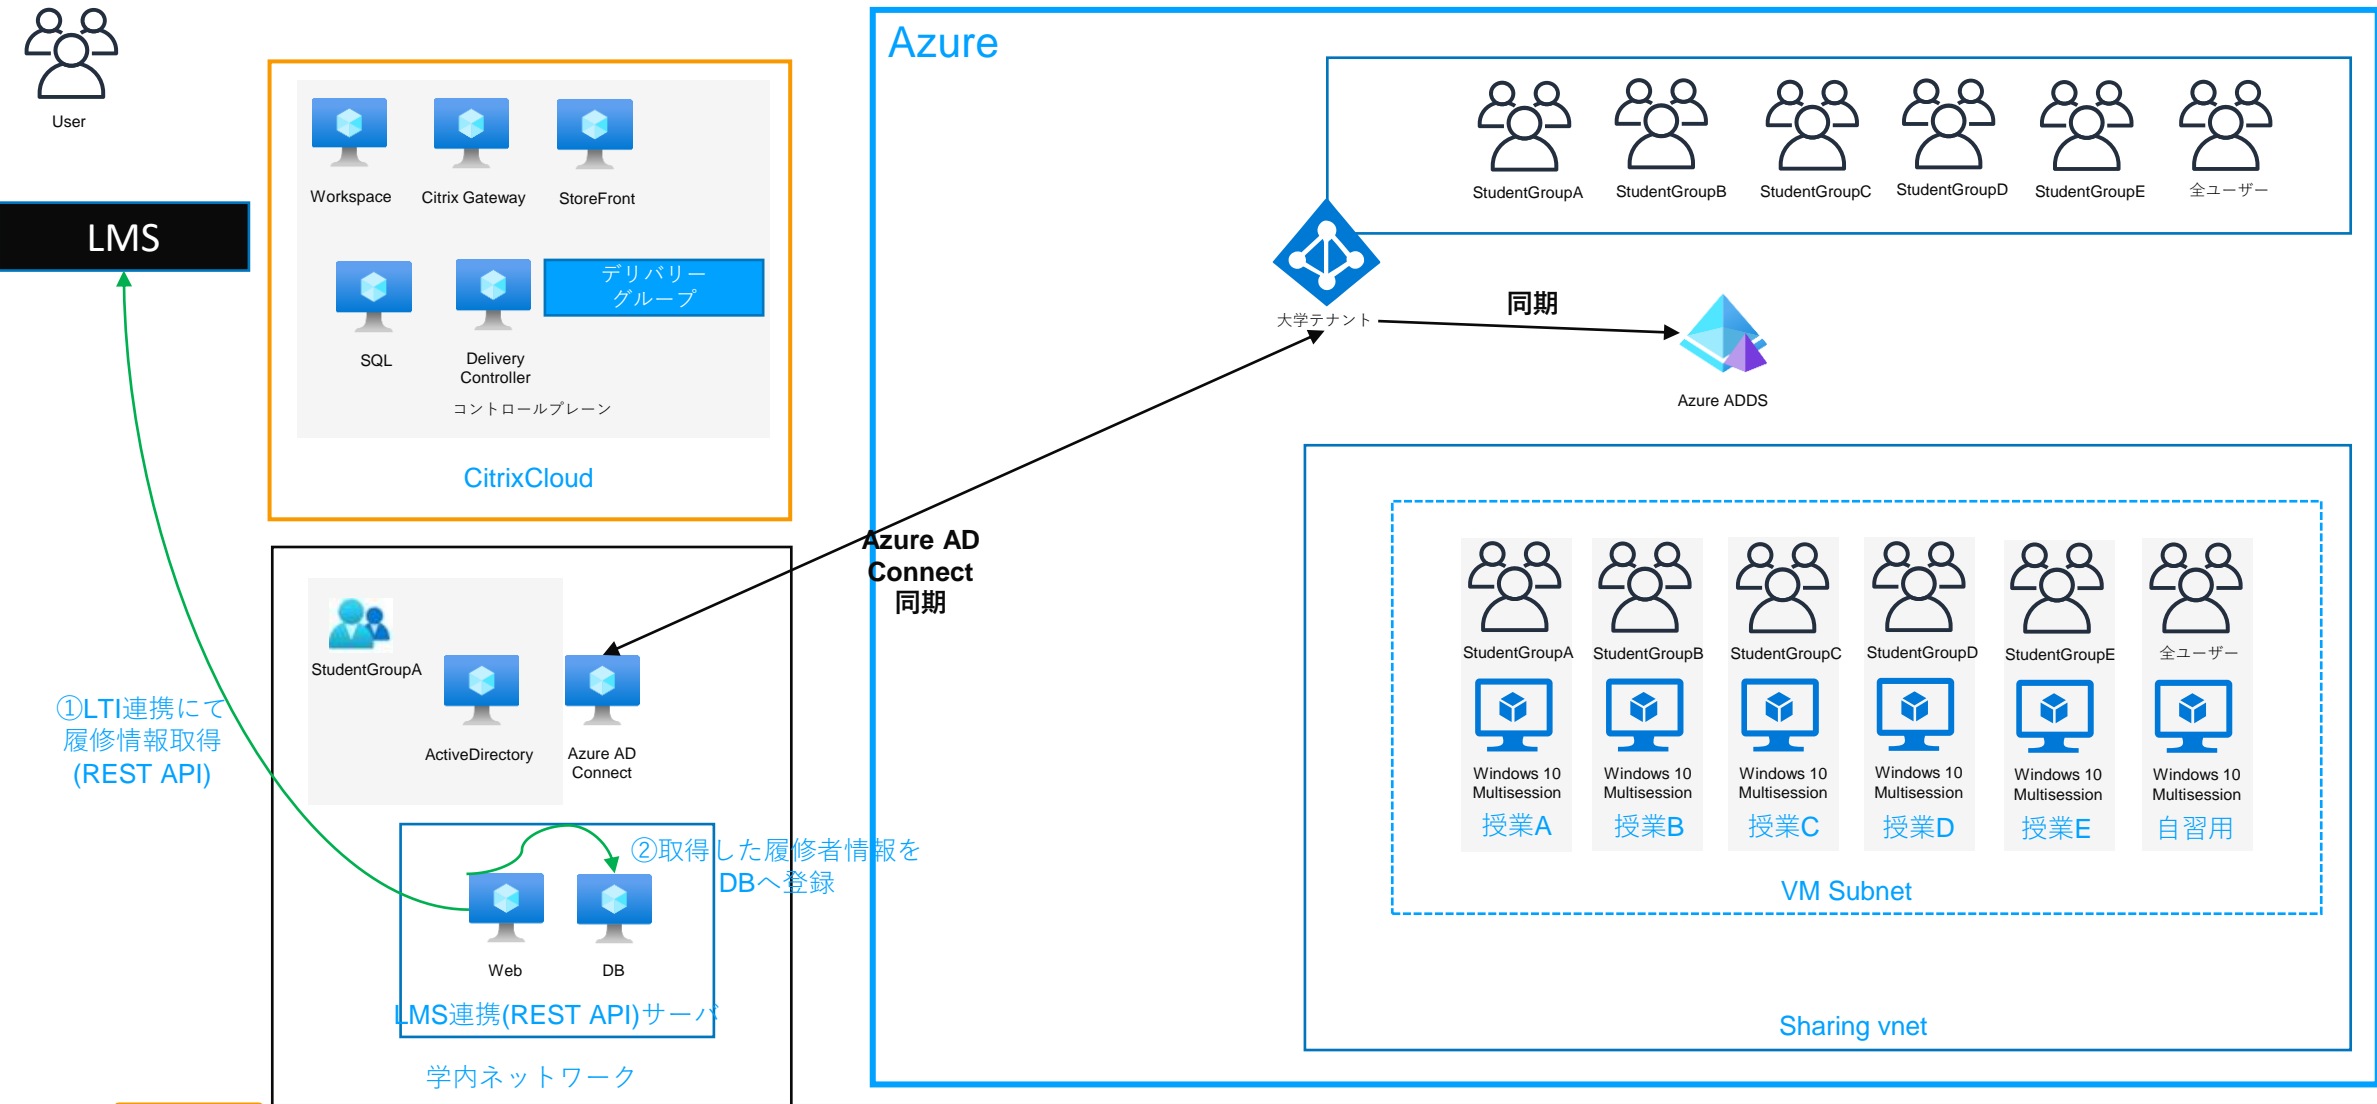 User
LMS
Workspace
Citrix Gateway
StoreFront
SQL
Delivery
Controller
デリバリー
グループ
コントロールプレーン
CitrixCloud
StudentGroupA
ActiveDirectory
Azure AD
Connect
①LTI連携にて
履修情報取得
(REST API)
②取得した履修者情報を
DBへ登録
Web
DB
LMS連携(REST API)サーバ
学内ネットワーク
Azure AD
Connect
同期
Azure
StudentGroupA
StudentGroupB
StudentGroupC
StudentGroupD
StudentGroupE
全ユーザー
大学テナント
同期
Azure ADDS
StudentGroupA
StudentGroupB
StudentGroupC
StudentGroupD
StudentGroupE
全ユーザー
Windows 10
Multisession
授業A
Windows 10
Multisession
授業B
Windows 10
Multisession
授業C
Windows 10
Multisession
授業D
Windows 10
Multisession
授業E
Windows 10
Multisession
自習用
VM Subnet
Sharing vnet